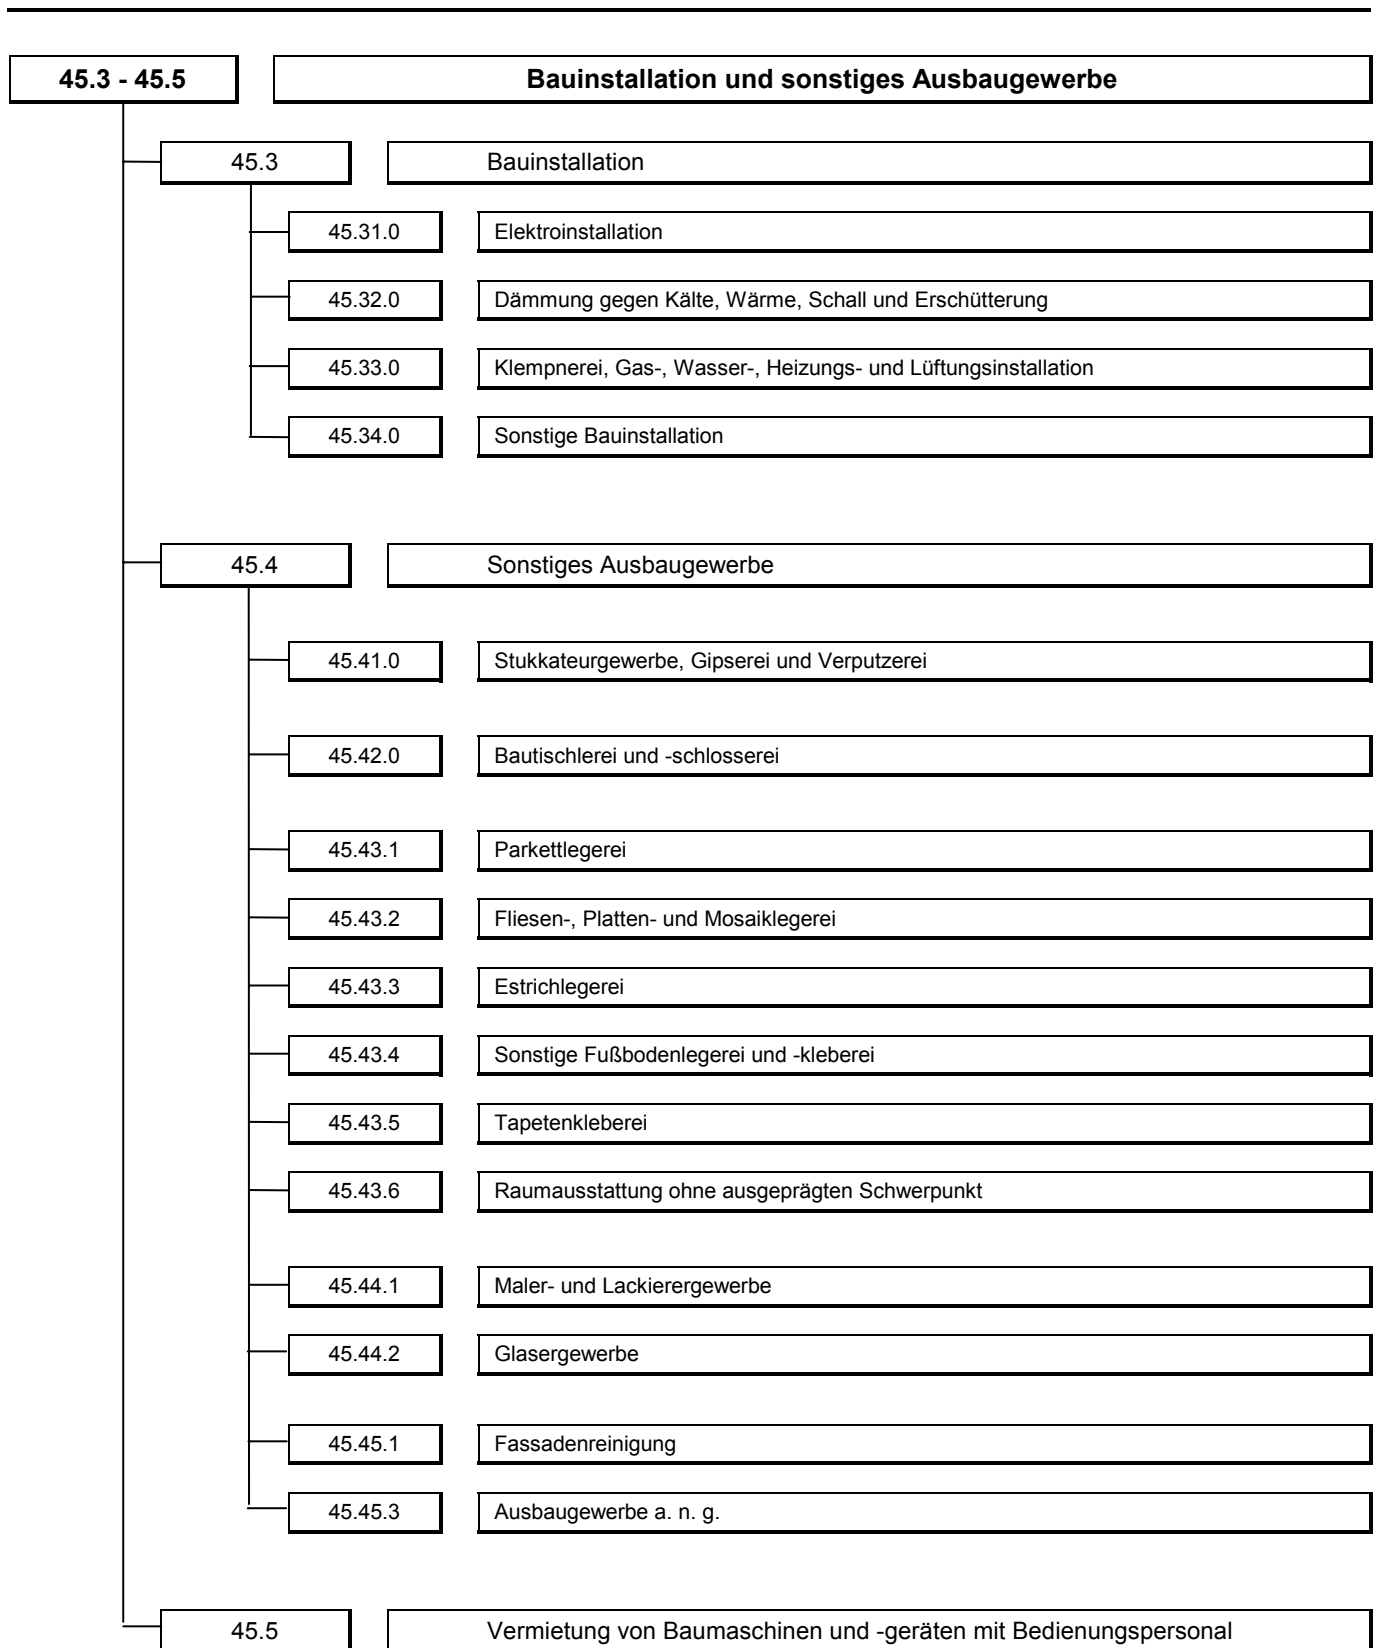 45.3 - 45.5 Bauinstallation und sonstiges Ausbaugewerbe
45.3 Bauinstallation
45.31.0 Elektroinstallation
45.32.0 Dämmung gegen Kälte, Wärme, Schall und Erschütterung
45.33.0 Klempnerei, Gas-, Wasser-, Heizungs- und Lüftungsinstallation
45.34.0 Sonstige Bauinstallation
45.4 Sonstiges Ausbaugewerbe
45.41.0 Stukkateurgewerbe, Gipserei und Verputzerei
45.42.0 Bautischlerei und -schlosserei
45.43.1 Parkettlegerei
45.43.2 Fliesen-, Platten- und Mosaiklegerei
45.43.3 Estrichlegerei
45.43.4 Sonstige Fußbodenlegerei und -kleberei
45.43.5 Tapetenkleberei
45.43.6 Raumausstattung ohne ausgeprägten Schwerpunkt
45.44.1 Maler- und Lackierergewerbe
45.44.2 Glasergewerbe
45.45.1 Fassadenreinigung
45.45.3 Ausbaugewerbe a. n. g.
45.5 Vermietung von Baumaschinen und -geräten mit Bedienungspersonal